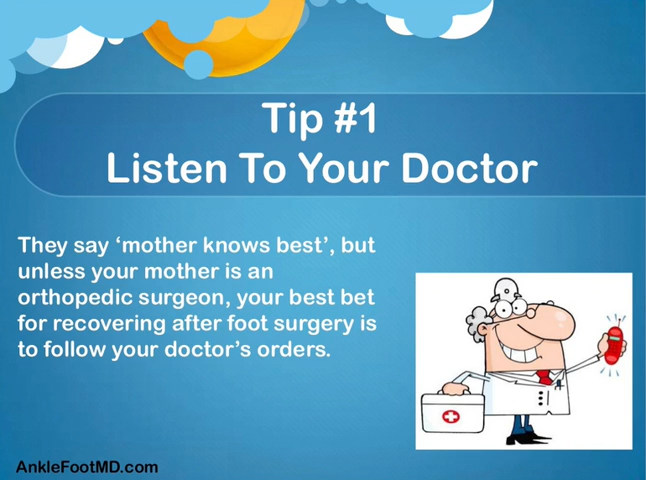 Tip #1
Listen To Your Doctor
They say ‘mother knows best’, but
unless your mother is an
orthopedic surgeon, your best bet
for recovering after foot surgery is
to follow your doctor’s orders.
AnkleFootMD.com